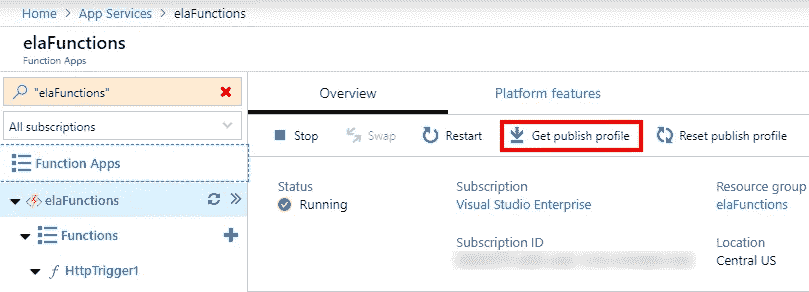 Home > App Services > elaFunctions
elaFunctions
Function Apps
"elaFunctions"
All subscriptions
Function Apps
elaFunctions
Functions
HttpTrigger1
Overview
Platform features
Stop
Swap
Restart
Get publish profile
Reset publish profile
Status
Running
Subscription
Visual Studio Enterprise
Resource group
elaFunctions
Subscription ID
Location
Central US